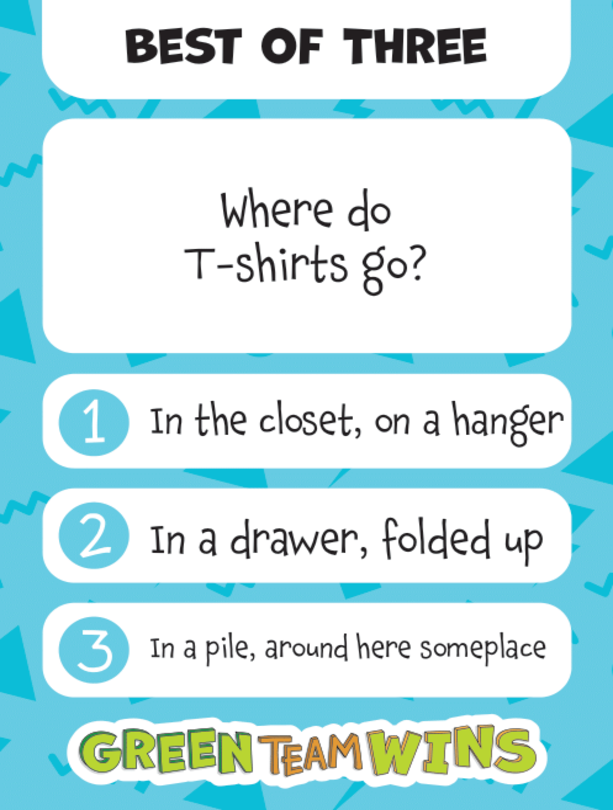 BEST OF THREE
Where do
T-shirts go?
1 In the closet, on a hanger
2 In a drawer, folded up
3 In a pile, around here someplace
GREEN TEAM WINS